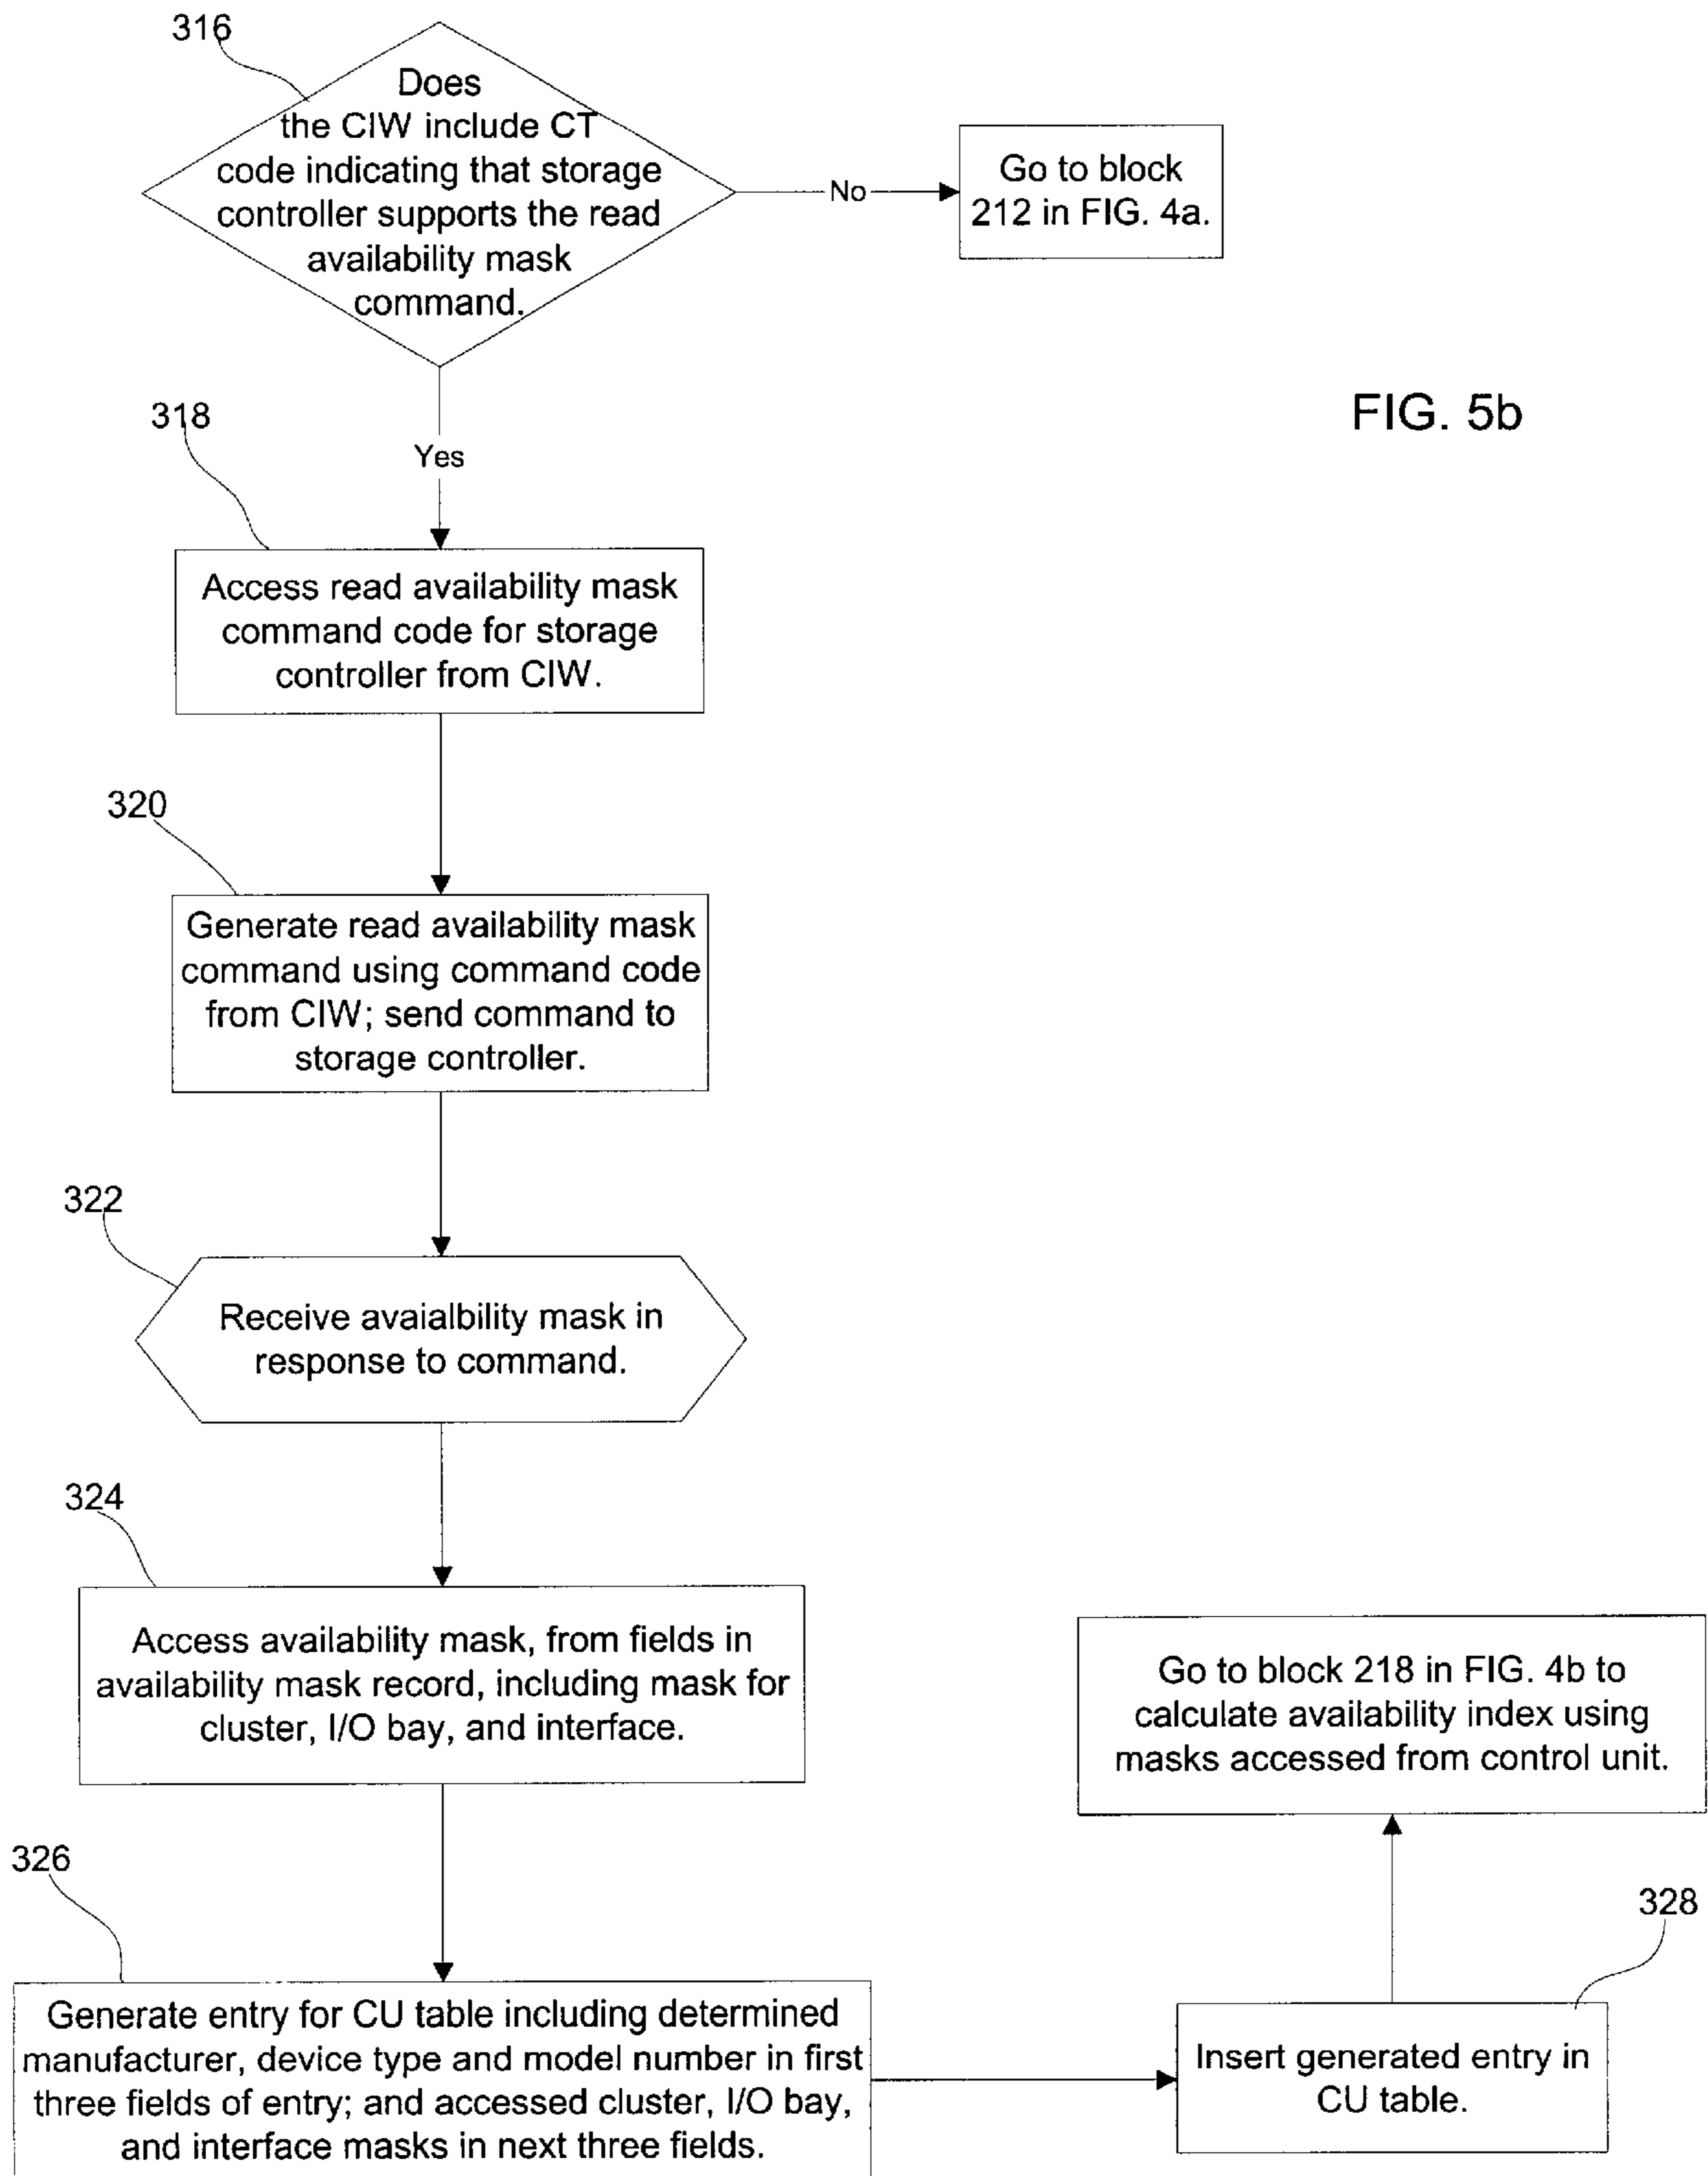 316
Does
the CIW include CT
code indicating that storage
controller supports the read
availability mask
command.
No
Go to block
212 in FIG. 4a.
FIG. 5b
318
Yes
Access read availability mask
command code for storage
controller from CIW.
320
Generate read availability mask
command using command code
from CIW; send command to
storage controller.
322
Receive avaialbility mask in
response to command.
324
Access availability mask, from fields in
availability mask record, including mask for
cluster, I/O bay, and interface.
Go to block 218 in FIG. 4b to
calculate availability index using
masks accessed from control unit.
326
328
Generate entry for CU table including determined
manufacturer, device type and model number in first
three fields of entry; and accessed cluster, I/O bay,
and interface masks in next three fields.
Insert generated entry in
CU table.